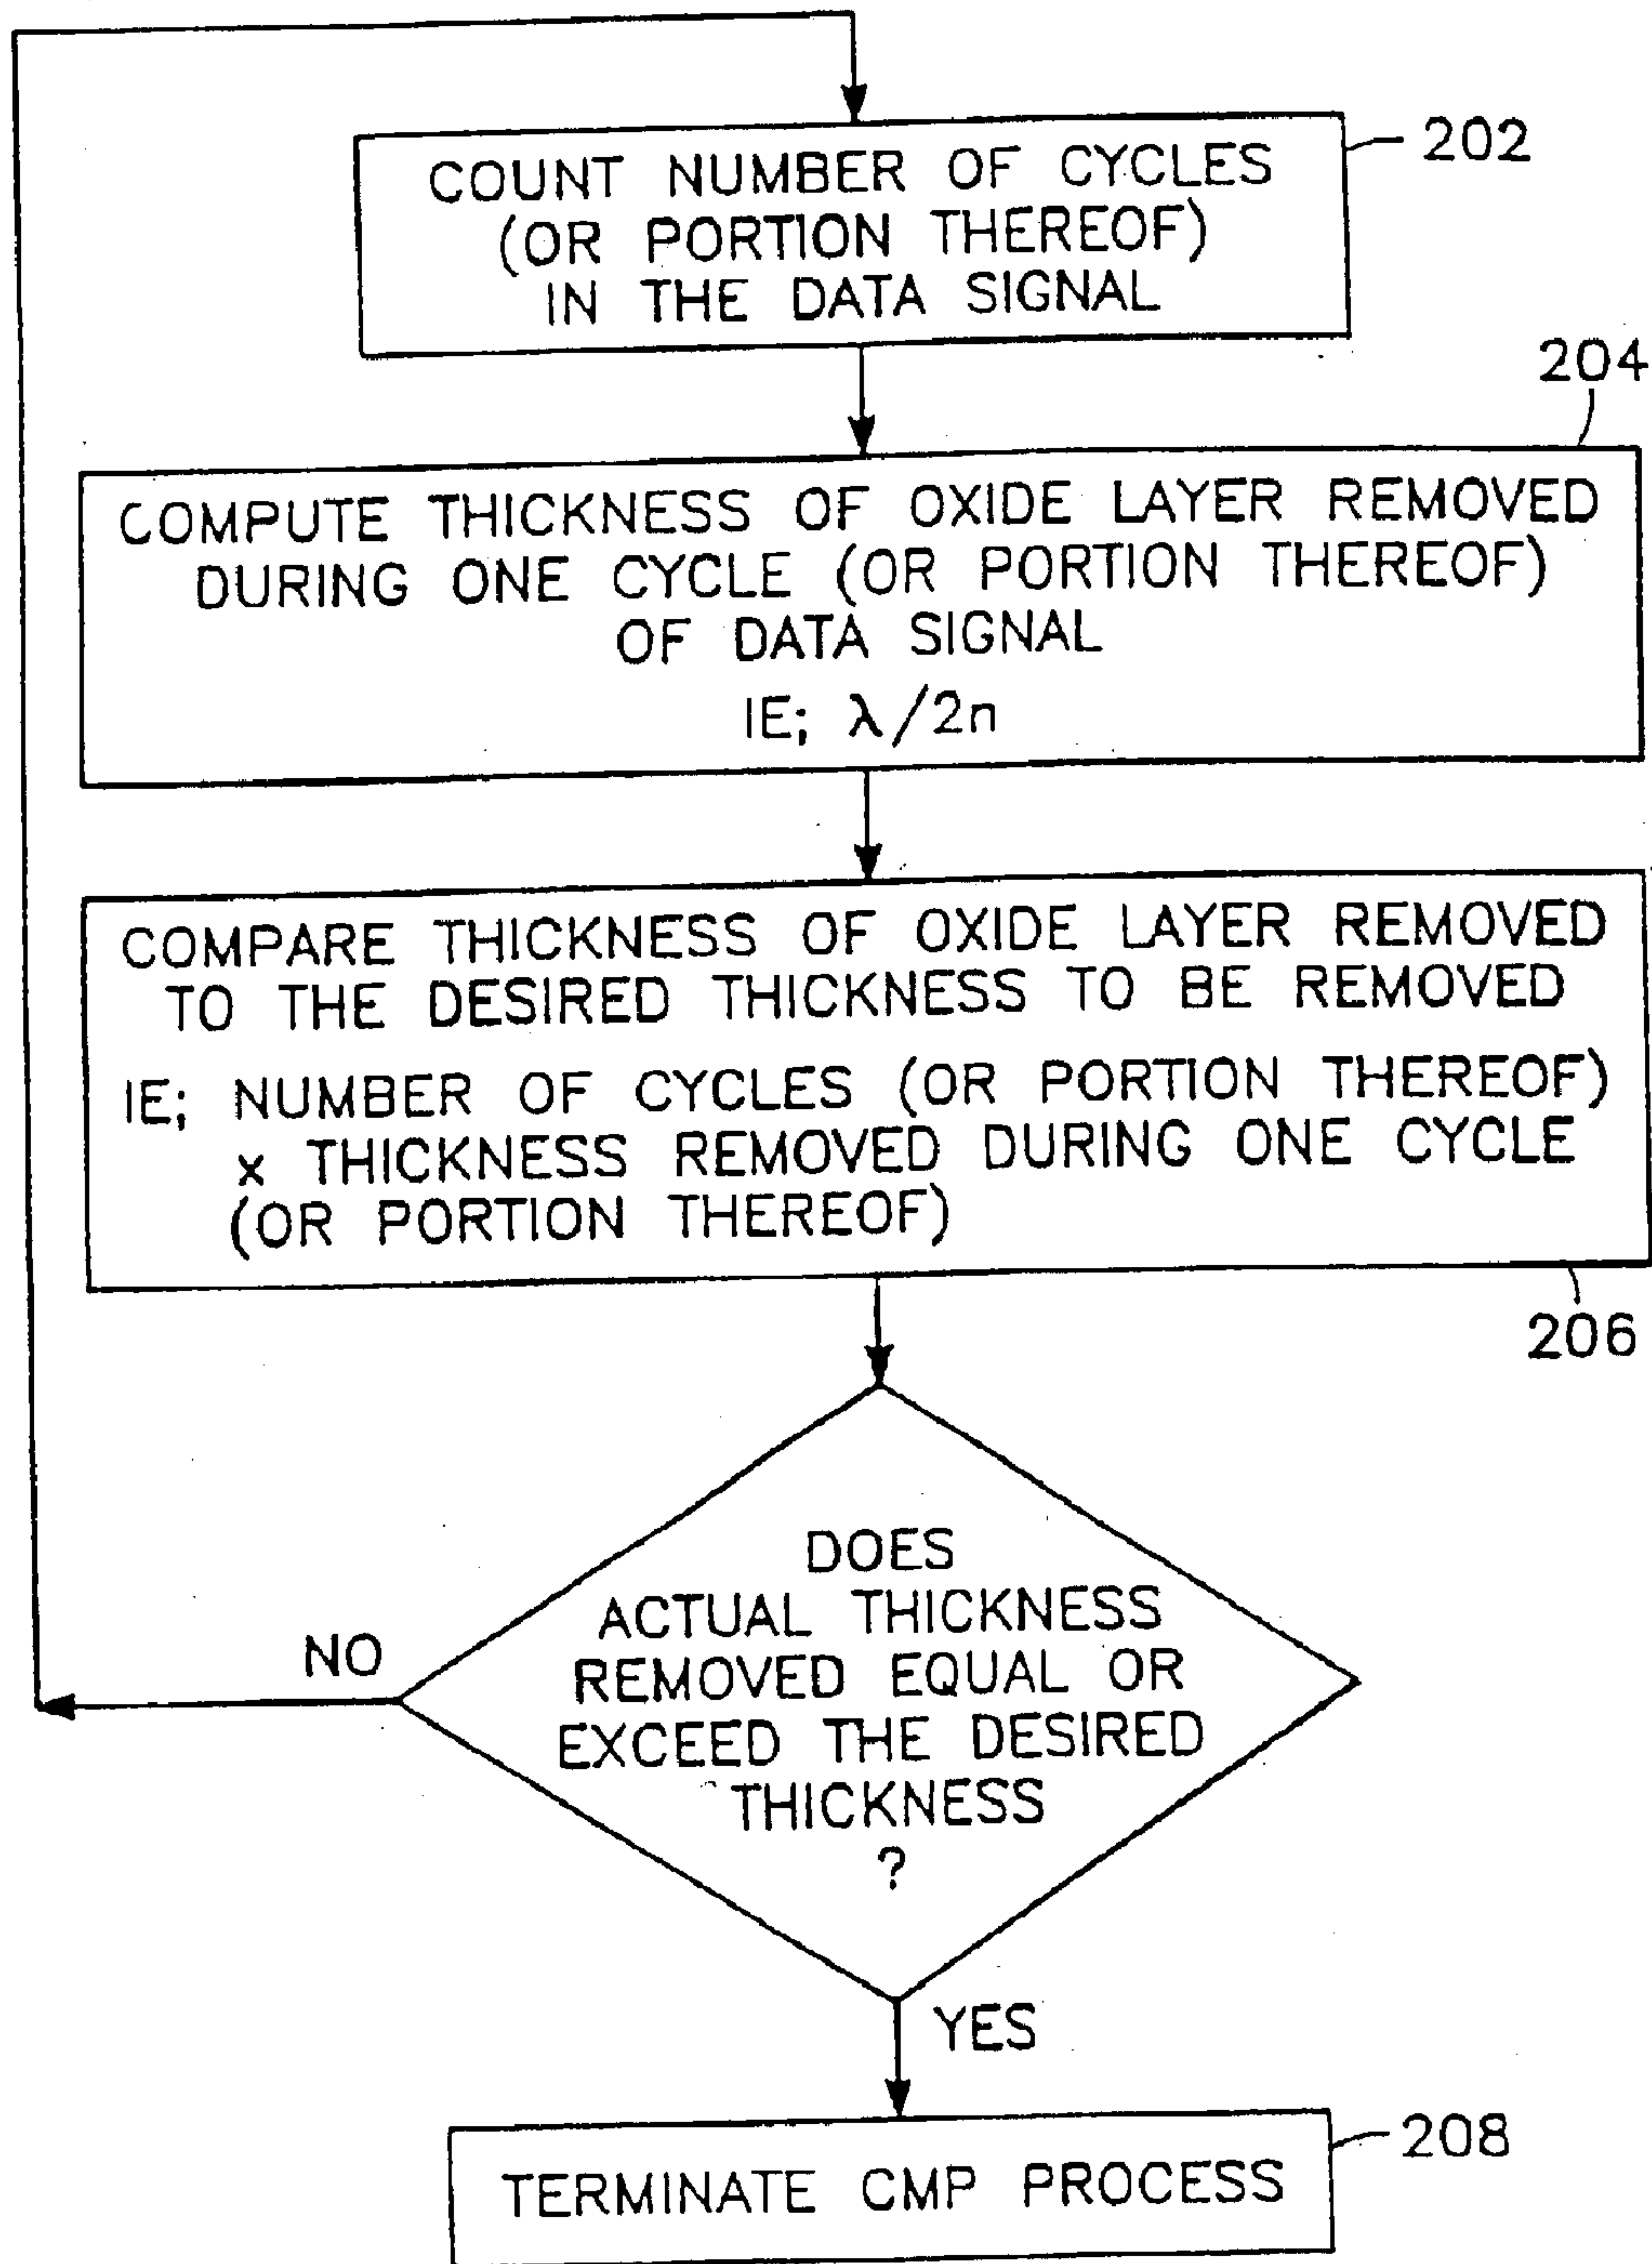 COUNT NUMBER OF CYCLES
(OR PORTION THEREOF)
IN THE DATA SIGNAL
202
204
COMPUTE THICKNESS OF OXIDE LAYER REMOVED
DURING ONE CYCLE (OR PORTION THEREOF)
OF DATA SIGNAL
IE; λ/2n
COMPARE THICKNESS OF OXIDE LAYER REMOVED
TO THE DESIRED THICKNESS TO BE REMOVED
IE; NUMBER OF CYCLES (OR PORTION THEREOF)
x THICKNESS REMOVED DURING ONE CYCLE
(OR PORTION THEREOF)
206
DOES
ACTUAL THICKNESS
REMOVED EQUAL OR
EXCEED THE DESIRED
THICKNESS
?
NO
YES
208
TERMINATE CMP PROCESS